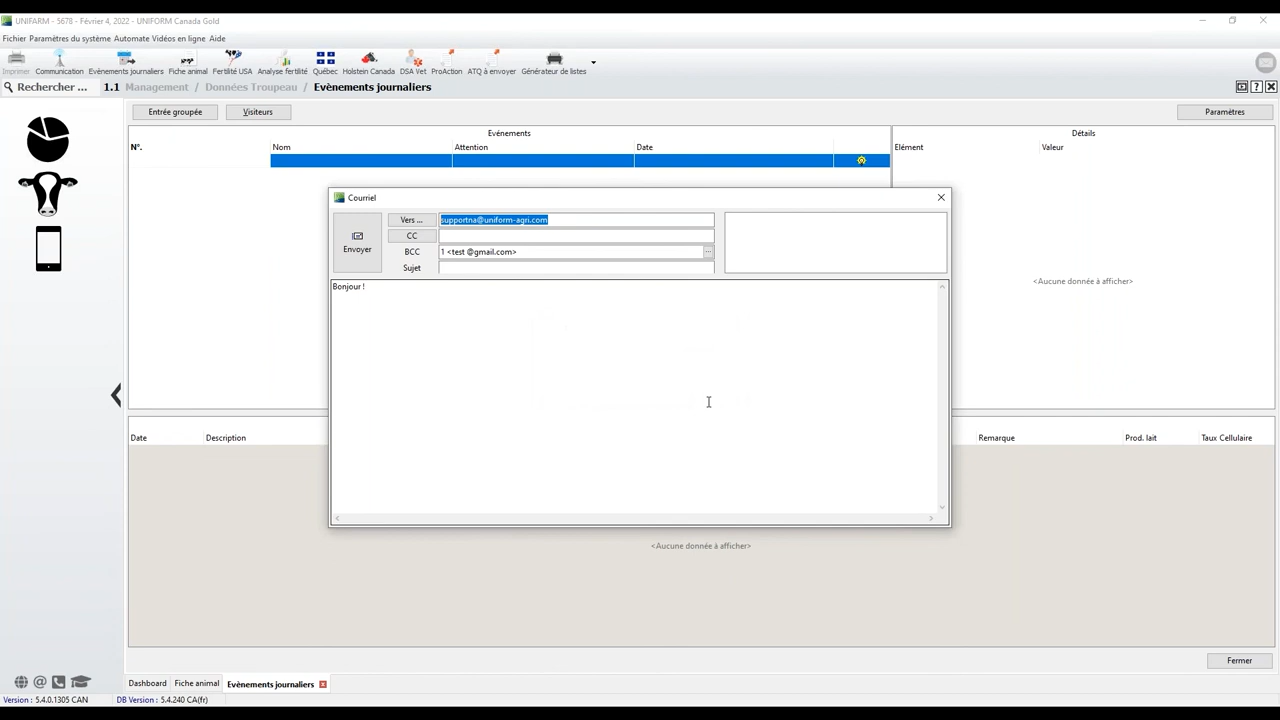 UNIFARM - 5678 - Février 4, 2022 - UNIFORM Canada Gold
Fichier Paramètres du système Automate Vidéos en ligne Aide
Imprimer Communication Evènements journaliers Fiche animal Fertilité USA Analyse fertilité Québec Holstein Canada DSA Vet ProAction ATQ à envoyer Générateur de listes
Rechercher ... 1.1 Management / Données Troupeau / Evènements journaliers
Entrée groupée Visiteurs Paramètres
Evénements Détails
N°. Nom Attention Date Elément Valeur
Courriel
Vers ... supportna@uniform-agri.com
CC
Envoyer
BCC 1 <test @gmail.com> ...
Sujet
<Aucune donnée à afficher>
Bonjour !
Date Description Remarque Prod. lait Taux Cellulaire
<Aucune donnée à afficher>
Fermer
Dashboard Fiche animal Evènements journaliers
Version : 5.4.0.1305 CAN DB Version : 5.4.240 CA(fr)